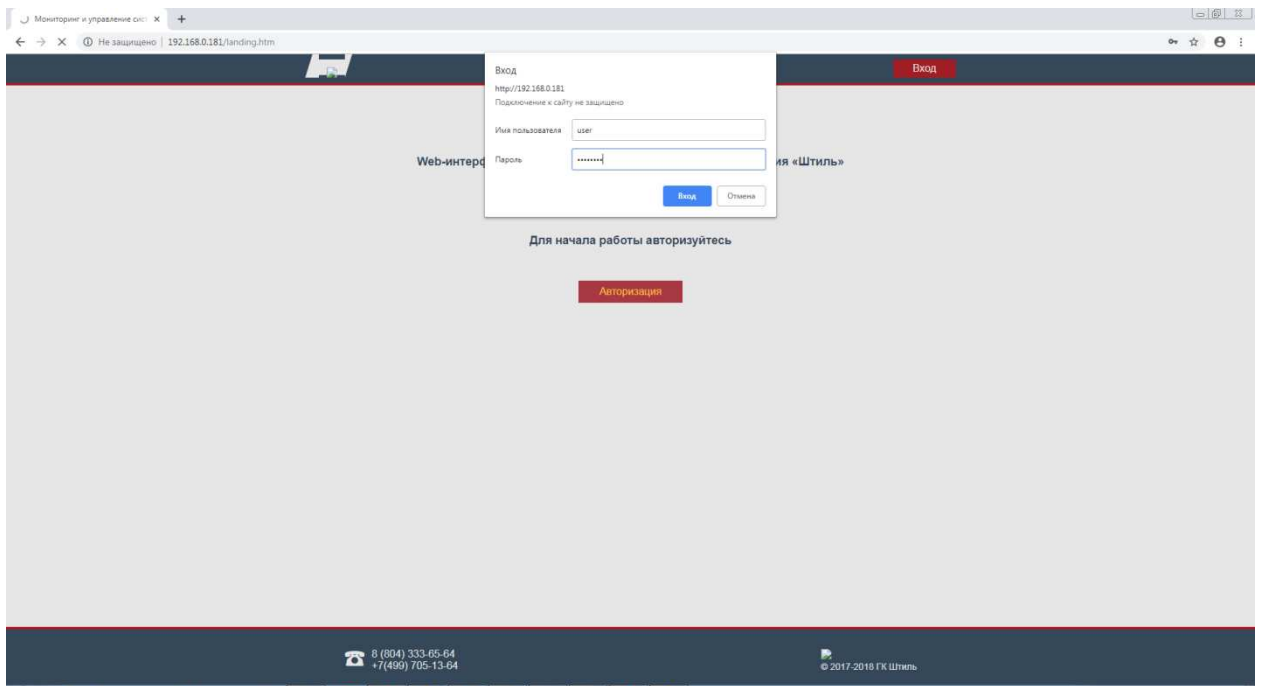 Мониторинг и управление сис
Не защищено | 192.168.0.181/landing.htm
Вход
Вход
http://192.168.0.181
Подключение к сайту не защищено
Имя пользователя user
Пароль ••••••••
Вход Отмена
Web-интерф ия «Штиль»
Для начала работы авторизуйтесь
Авторизация
8 (804) 333-65-64
+7(499) 705-13-64
© 2017-2018 ГК Штиль